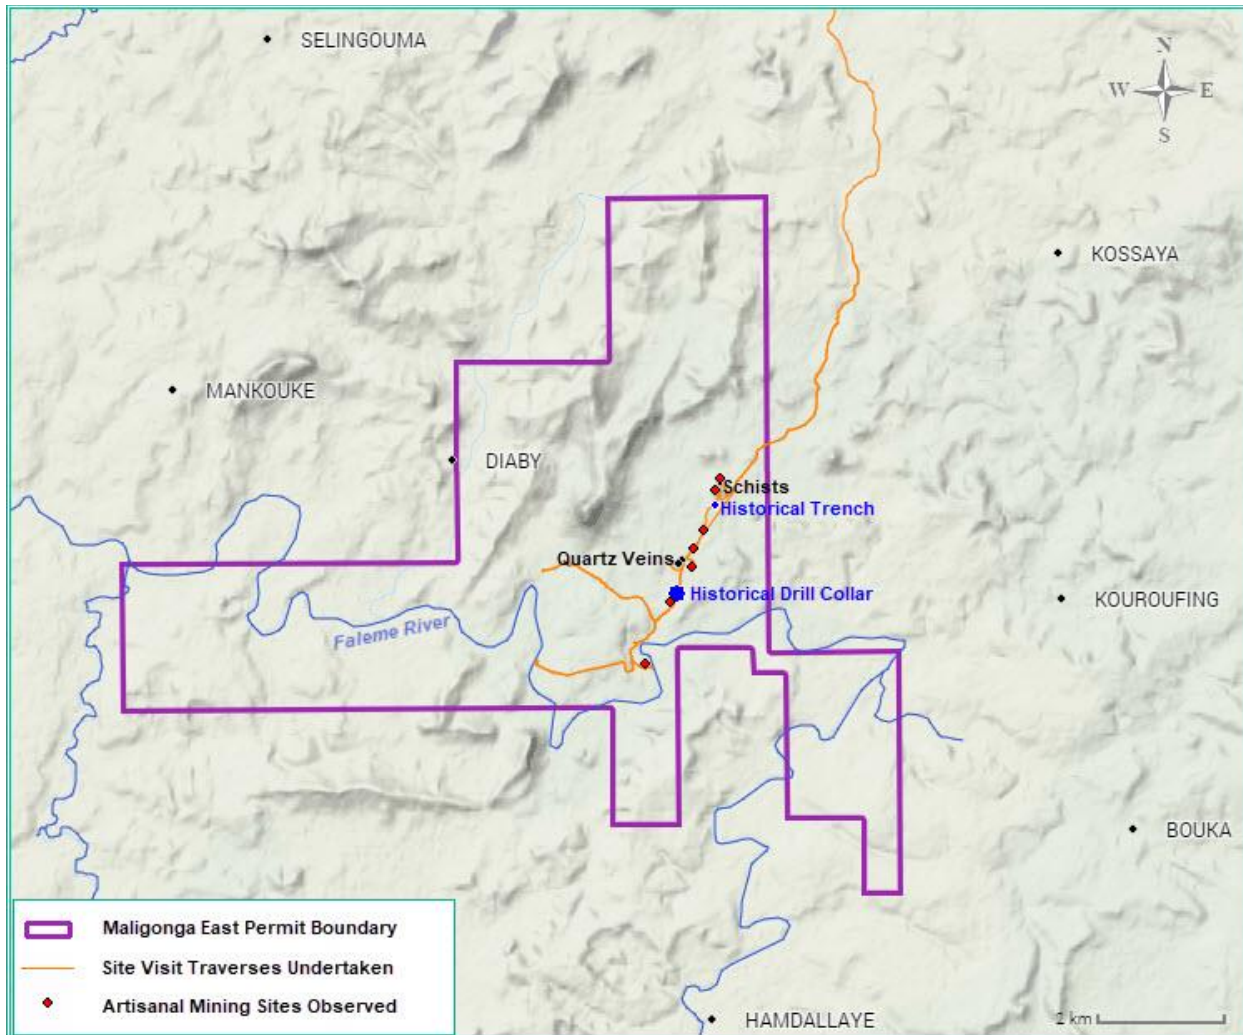 SELINGOUMA
N
W E
S
KOSSAYA
MANKOUKE
DIABY
Schists
Historical Trench
Quartz Veins
Historical Drill Collar
KOUROUFING
Faleme River
BOUKA
Maligonga East Permit Boundary
Site Visit Traverses Undertaken
Artisanal Mining Sites Observed
HAMDALLAYE
2 km